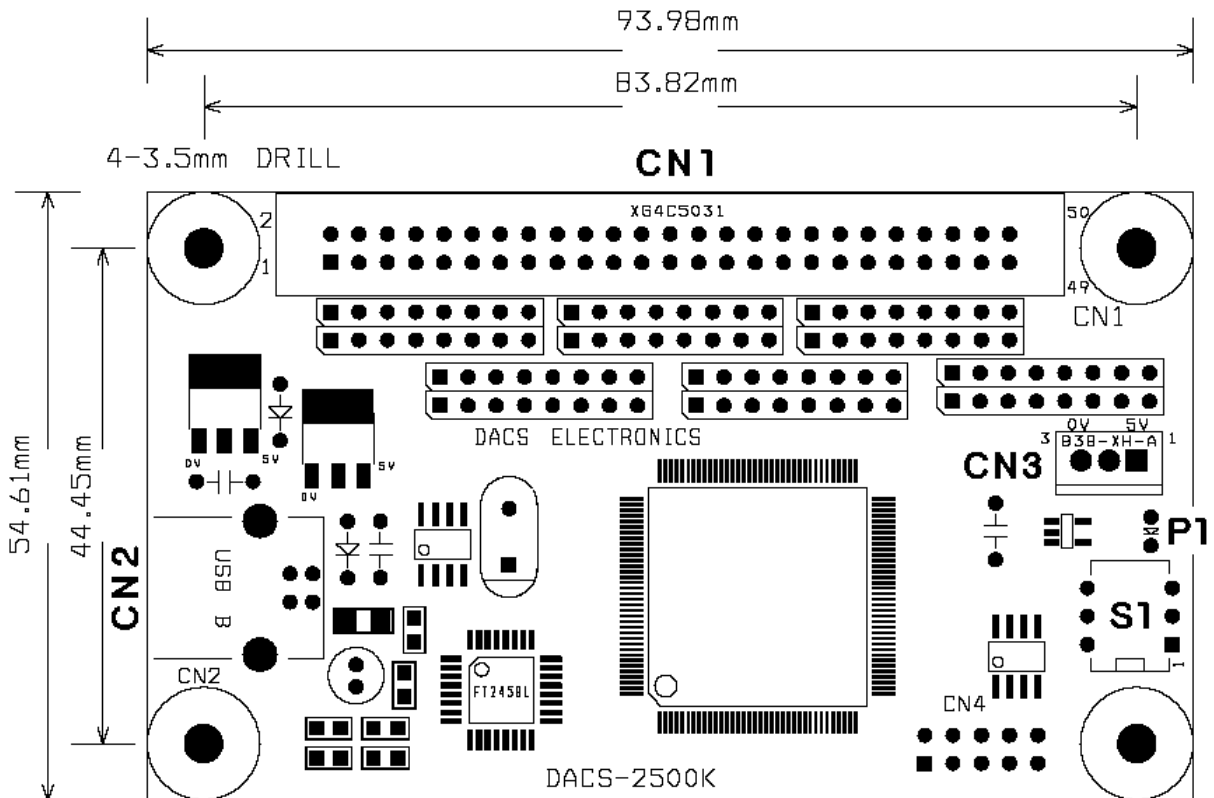 93.98mm
83.82mm
4-3.5mm DRILL
CN1
XG4C5031
2
50
1
49
CN1
DACS ELECTRONICS
0V 5V
3 B3B-XH-A 1
CN3
0V 5V
0V 5V
54.61mm
44.45mm
CN2
USB B
P1
S1
1
CN2
FT245BL
CN4
DACS-2500K